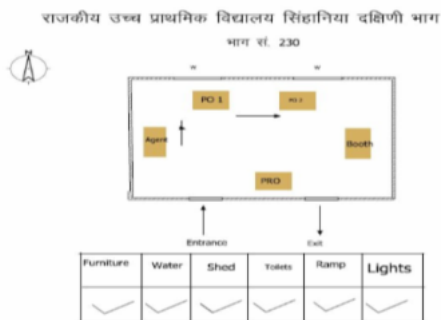 राजकीय उच्च प्राथमिक विद्यालय सिंहानिया दक्षिणी भाग
भाग सं. 230
N
W W
PO 1 PO 2
Agent Booth
PRO
Entrance Exit
Furniture Water Shed Toilets Ramp Lights